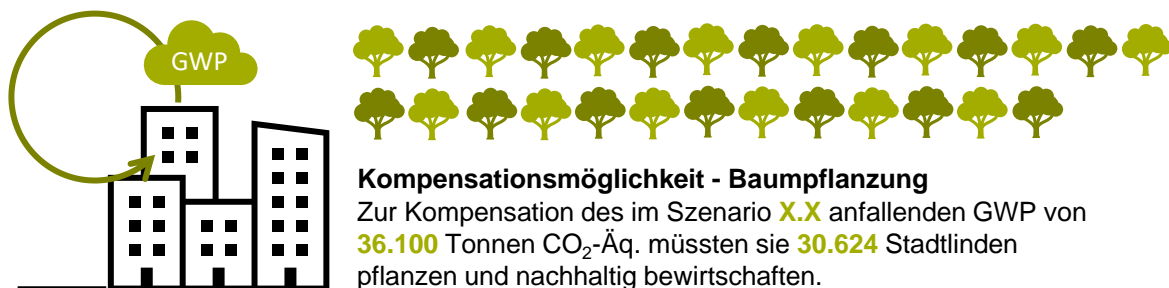 GWP
Kompensationsmöglichkeit - Baumpflanzung
Zur Kompensation des im Szenario X.X anfallenden GWP von
36.100 Tonnen CO₂-Äq. müssten sie 30.624 Stadtlinden
pflanzen und nachhaltig bewirtschaften.